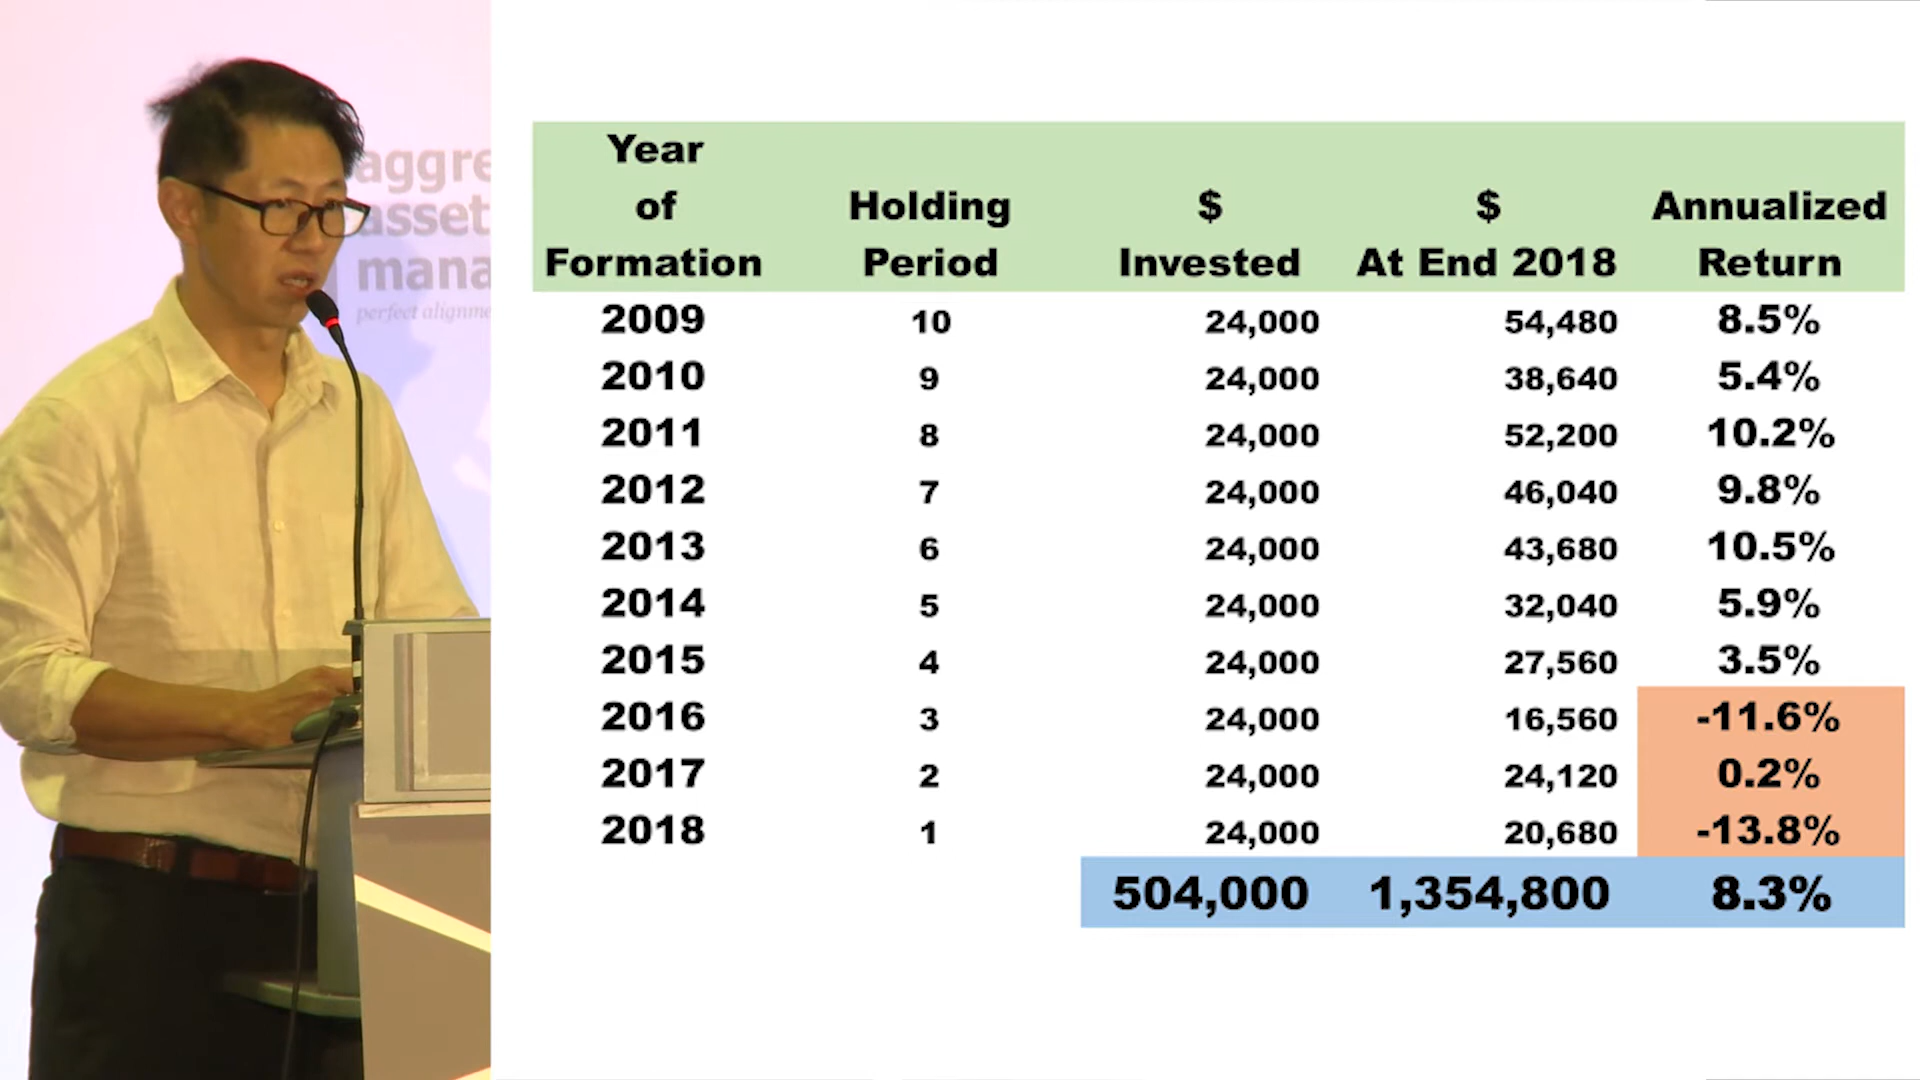 aggre
asset
mana
perfect alignme
Year
of
Formation
Holding
Period
$
Invested
$
At End 2018
Annualized
Return
2009 10 24,000 54,480 8.5%
2010 9 24,000 38,640 5.4%
2011 8 24,000 52,200 10.2%
2012 7 24,000 46,040 9.8%
2013 6 24,000 43,680 10.5%
2014 5 24,000 32,040 5.9%
2015 4 24,000 27,560 3.5%
2016 3 24,000 16,560 -11.6%
2017 2 24,000 24,120 0.2%
2018 1 24,000 20,680 -13.8%
504,000 1,354,800 8.3%